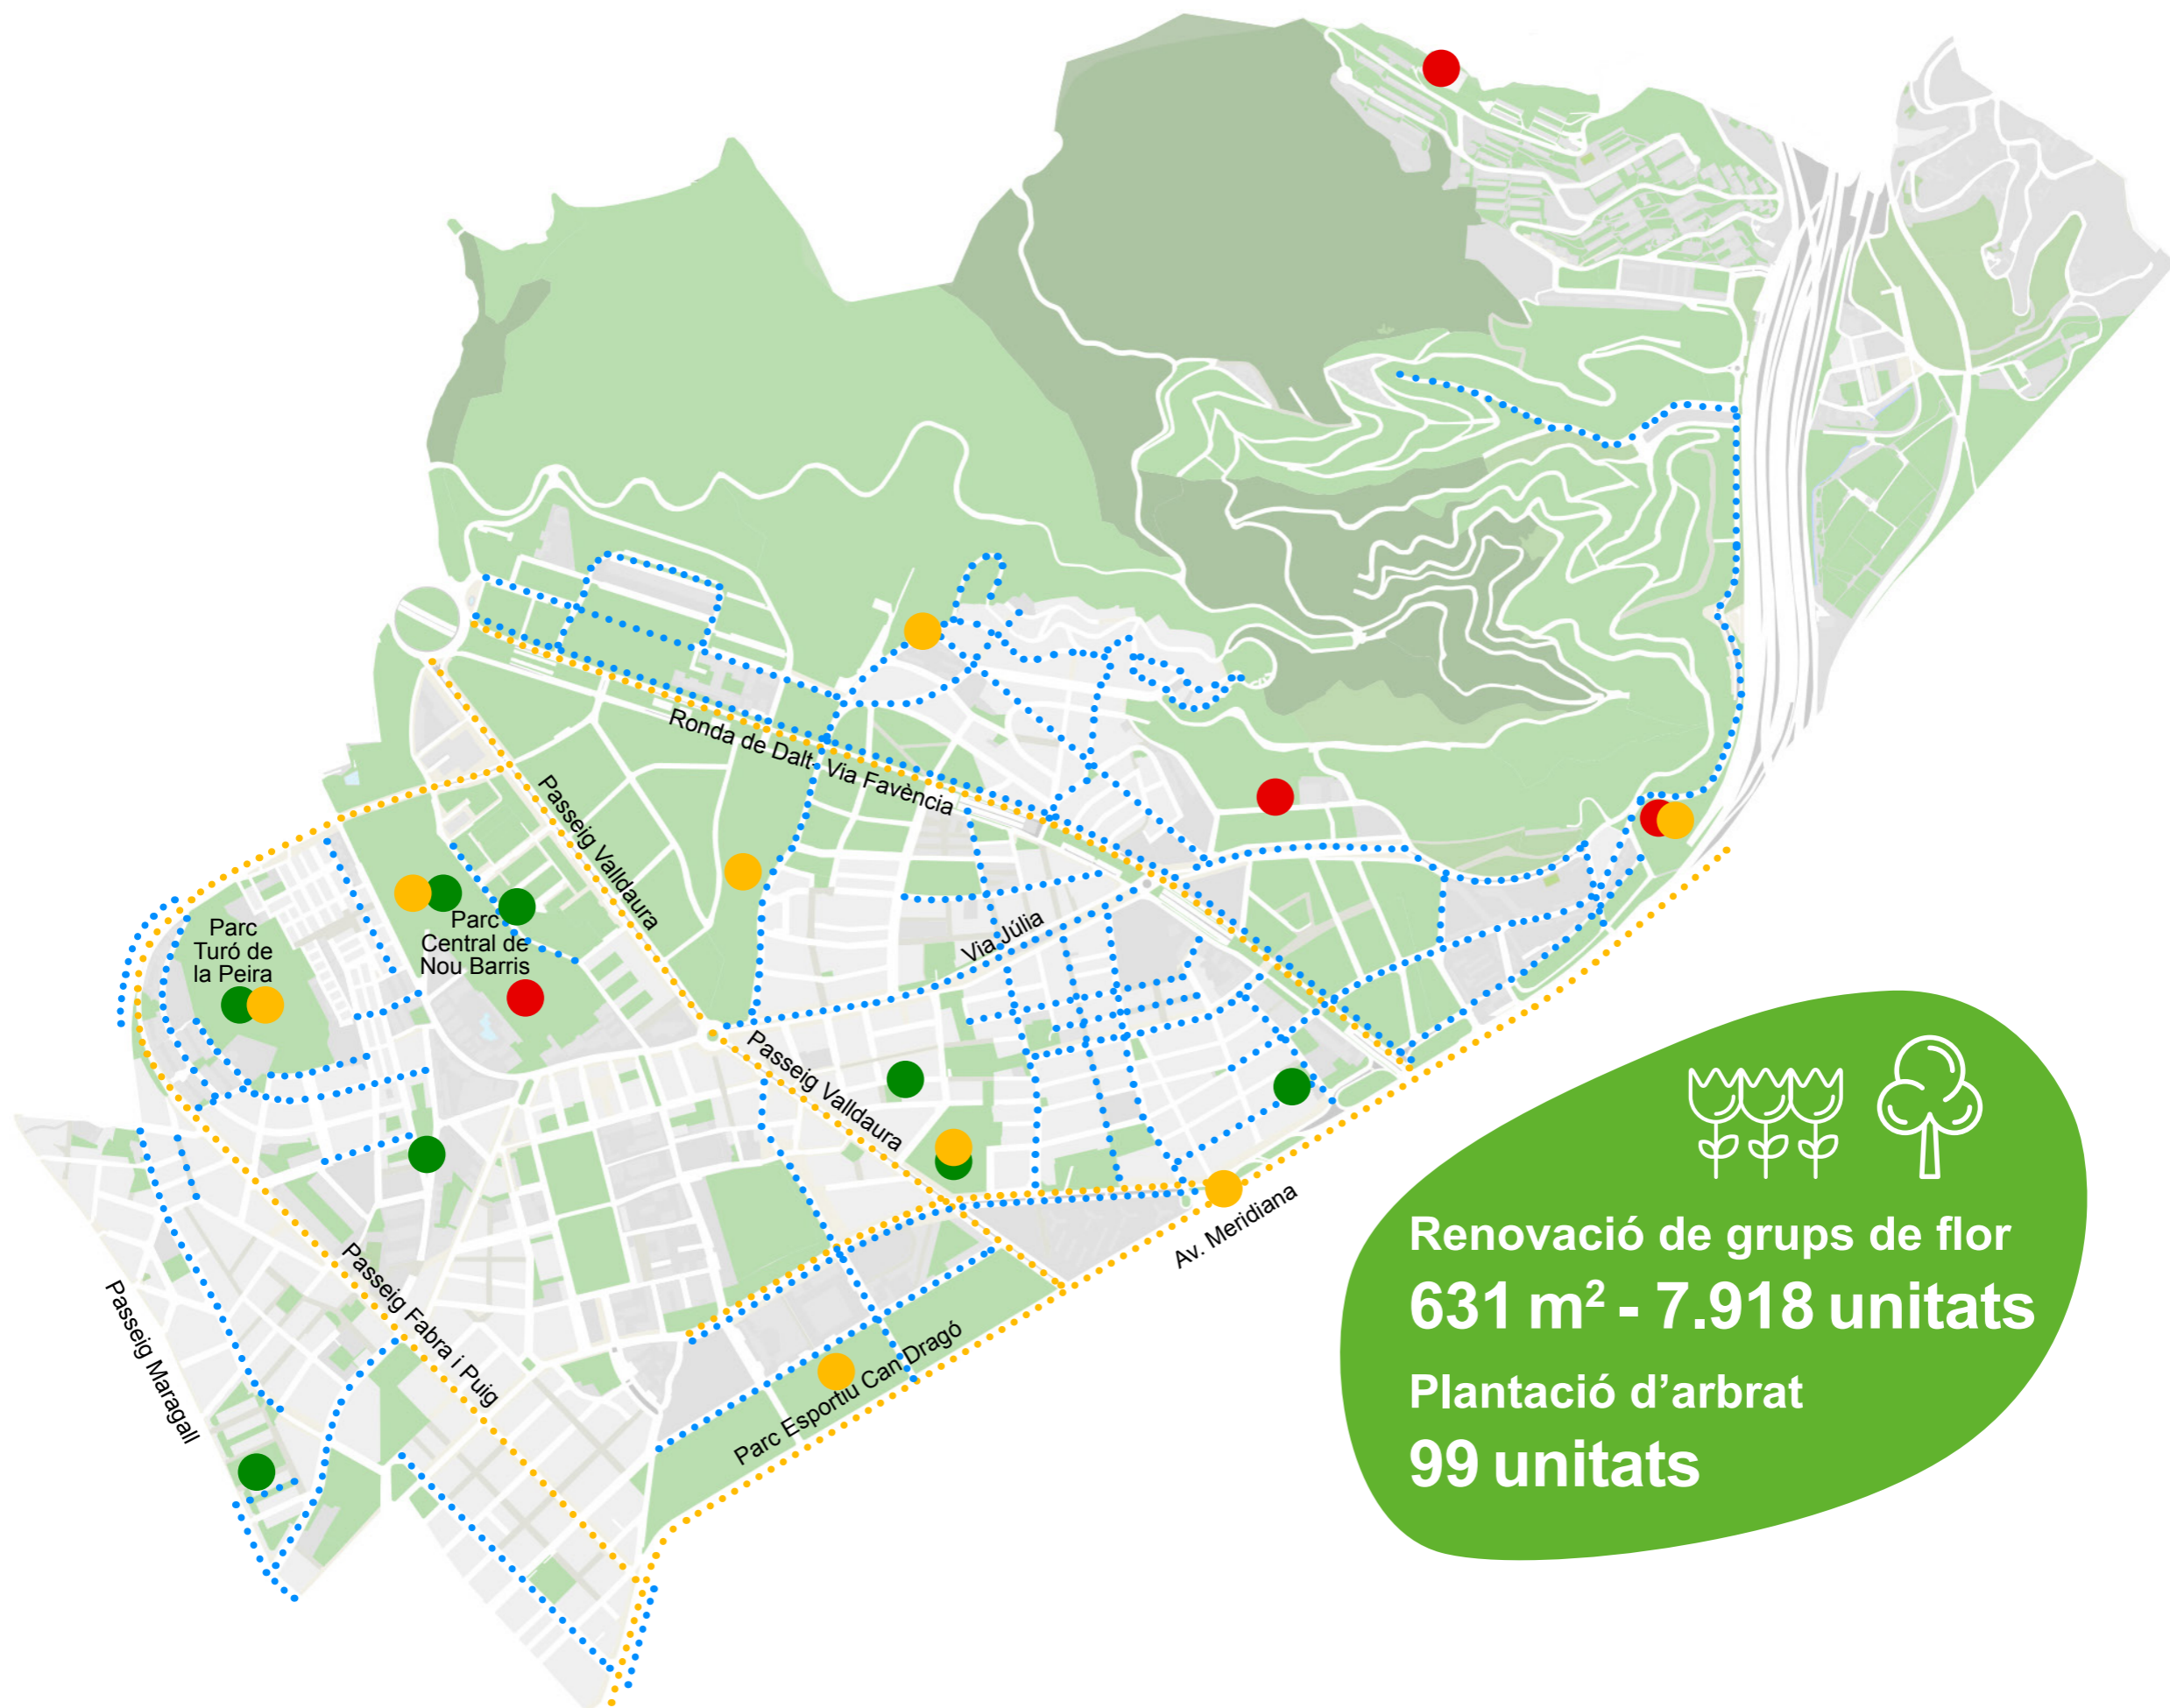 Ronda de Dalt- Via Favència
Passeig Valldaura
Parc
Turó de
la Peira
Parc
Central de
Nou Barris
Via Júlia
Passeig Valldaura
Av. Meridiana
Passeig Fabra i Puig
Passeig Maragall
Parc Esportiu Can Dragó
Renovació de grups de flor
631 m² - 7.918 unitats
Plantació d’arbrat
99 unitats